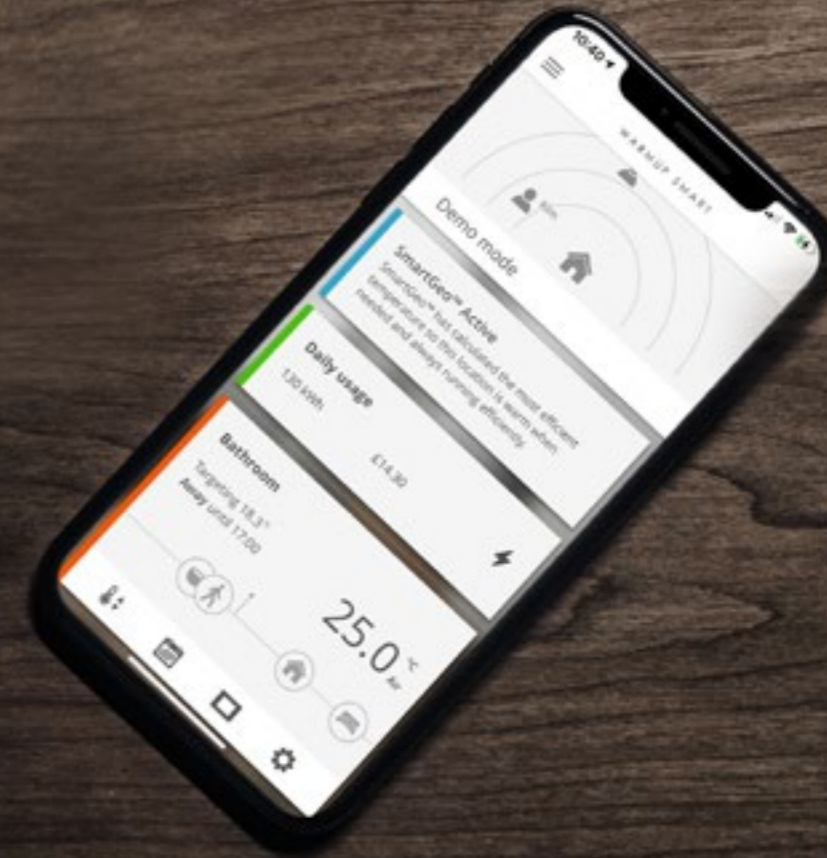 10:40
WARMUP SMART
Demo mode
SmartGeo™ Active
SmartGeo™ has calculated the most efficient
temperature so this location is warm when
needed and always running efficiently.
Daily usage
130 kWh
£14.30
Bathroom
Targeting 18.3°
Away until 17:00
25.0 °C
Air